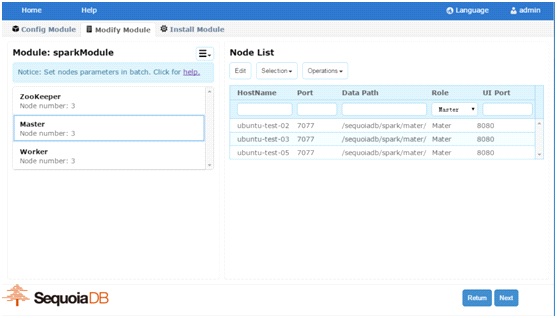 Home Help Language admin
Config Module Modify Module Install Module
Module: sparkModule
Notice: Set nodes parameters in batch. Click for help.
ZooKeeper
Node number: 3
Master
Node number: 3
Worker
Node number: 3
Node List
Edit Selection Operations
HostName Port Data Path Role UI Port
Master
ubuntu-test-02 7077 /sequoiadb/spark/mater/ Mater 8080
ubuntu-test-03 7077 /sequoiadb/spark/mater/ Mater 8080
ubuntu-test-05 7077 /sequoiadb/spark/mater/ Mater 8080
SequoiaDB
Return Next